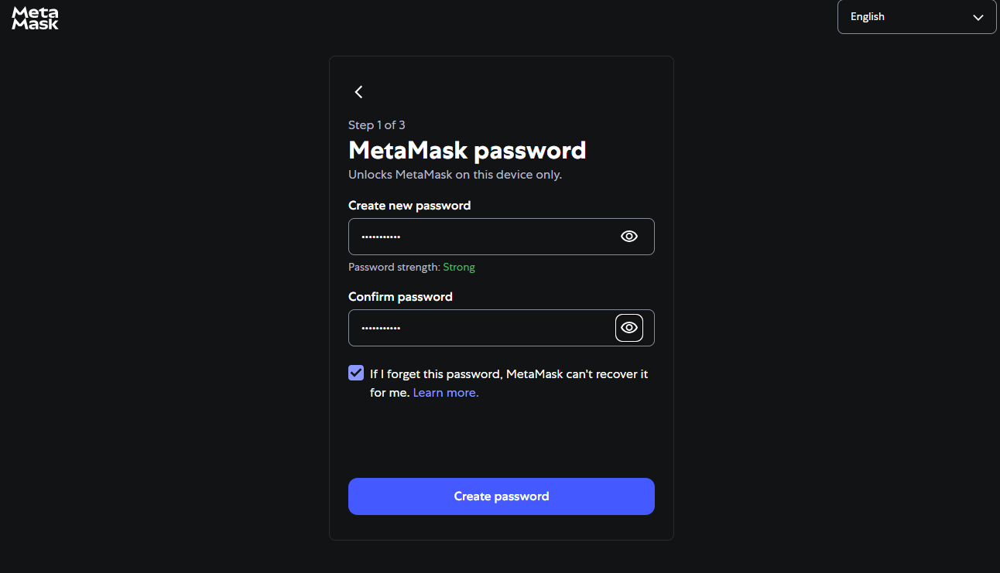 Meta
Mask
English
Step 1 of 3
MetaMask password
Unlocks MetaMask on this device only.
Create new password
•••••••••••
Password strength: Strong
Confirm password
•••••••••••
If I forget this password, MetaMask can't recover it
for me. Learn more.
Create password